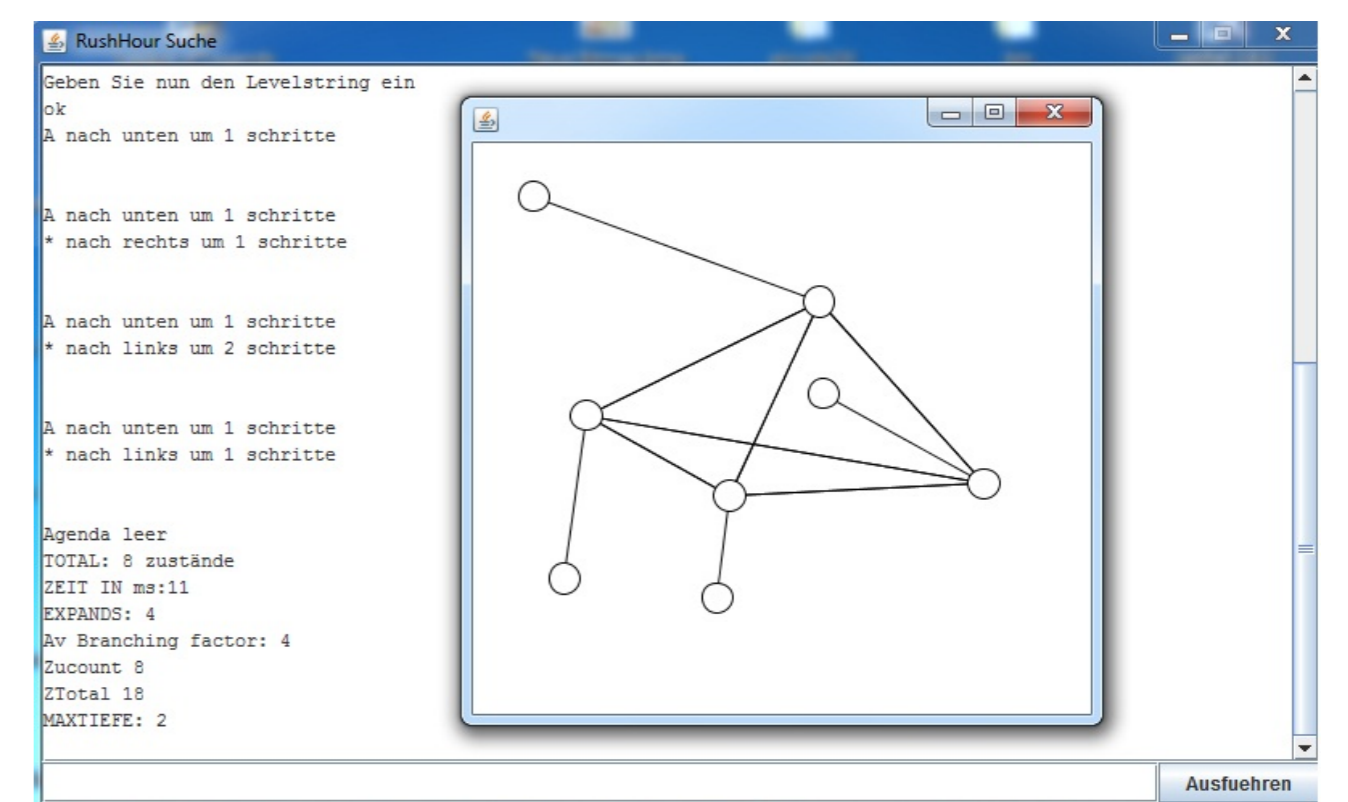 RushHour Suche
Geben Sie nun den Levelstring ein
ok
A nach unten um 1 schritte
A nach unten um 1 schritte
* nach rechts um 1 schritte
A nach unten um 1 schritte
* nach links um 2 schritte
A nach unten um 1 schritte
* nach links um 1 schritte
Agenda leer
TOTAL: 8 zustände
ZEIT IN ms:11
EXPANDS: 4
Av Branching factor: 4
Zucount 8
ZTotal 18
MAXTIEFE: 2
Ausfuehren